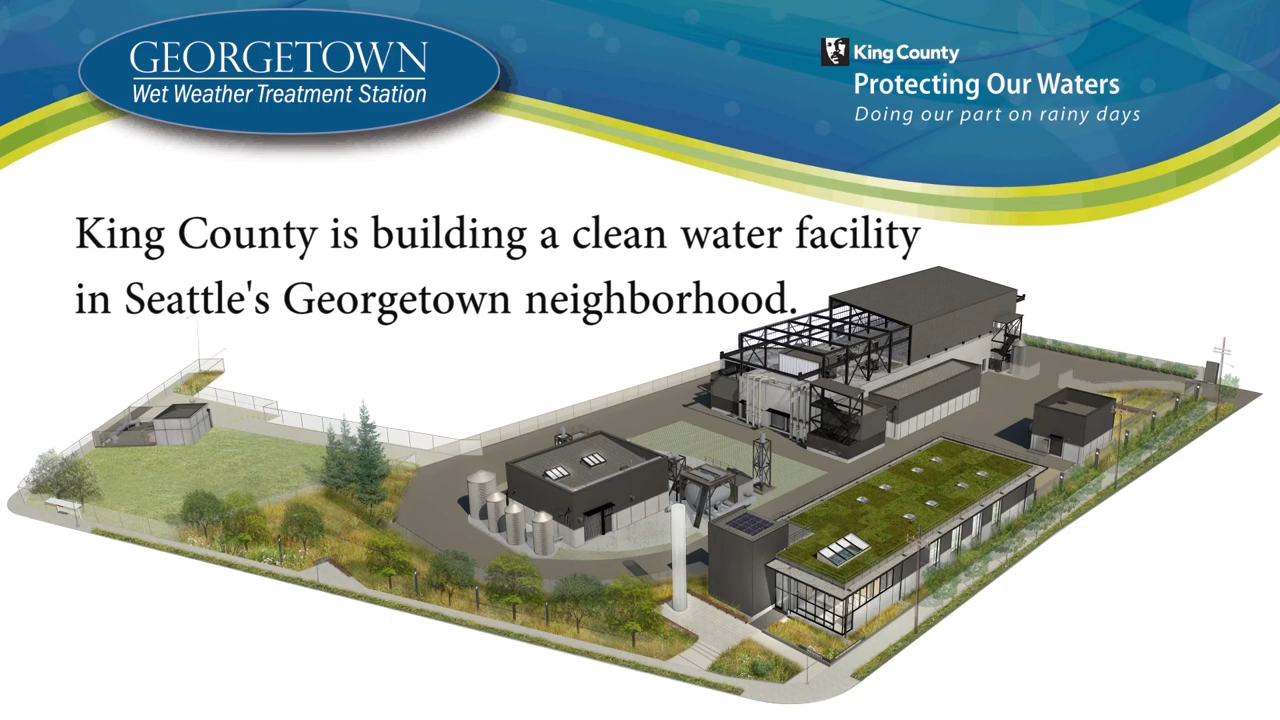 GEORGETOWN
Wet Weather Treatment Station
King County
Protecting Our Waters
Doing our part on rainy days
King County is building a clean water facility
in Seattle's Georgetown neighborhood.